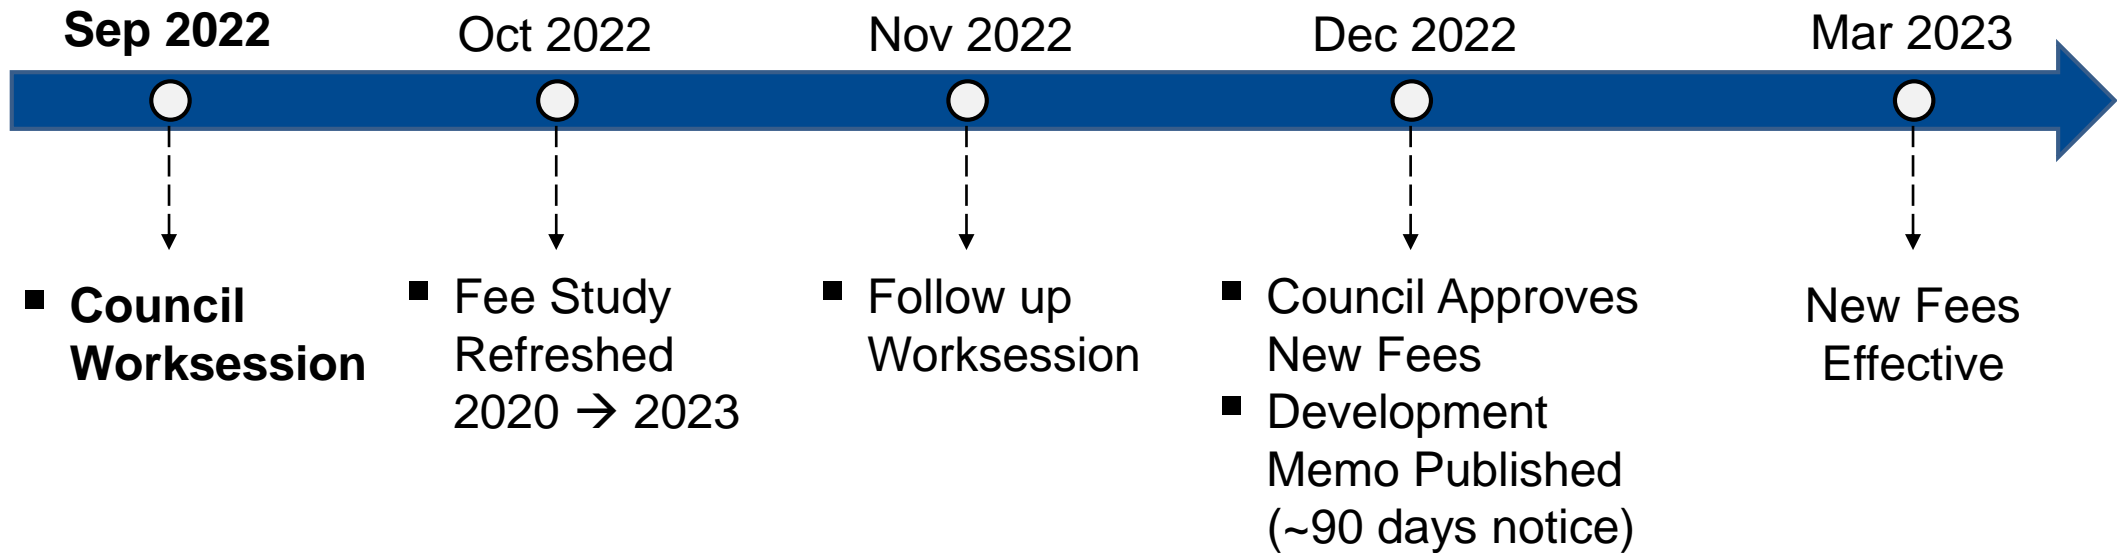 Sep 2022
Oct 2022
Nov 2022
Dec 2022
Mar 2023
▪ Council
Worksession
▪ Fee Study
Refreshed
2020 → 2023
▪ Follow up
Worksession
▪ Council Approves
New Fees
▪ Development
Memo Published
(~90 days notice)
New Fees
Effective